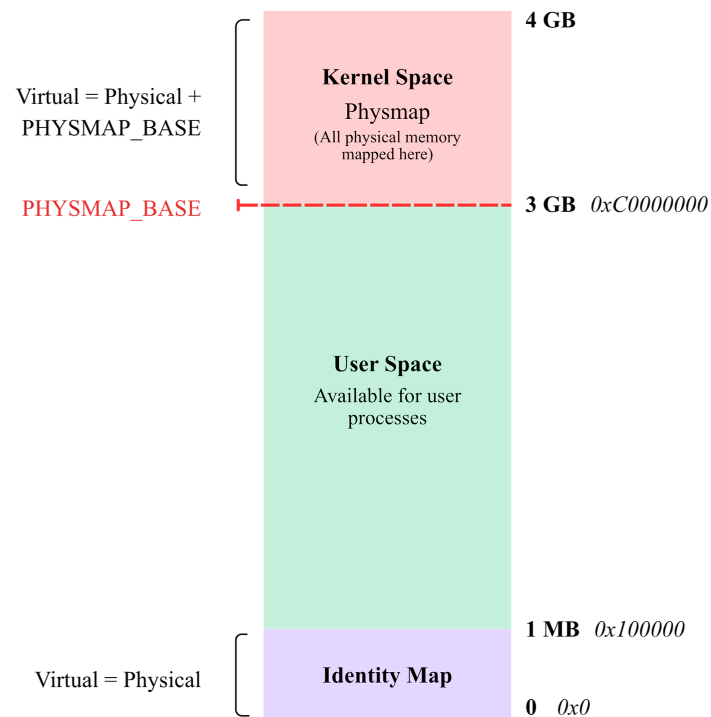 4 GB
Kernel Space
Physmap
(All physical memory
mapped here)
Virtual = Physical +
PHYSMAP_BASE
PHYSMAP_BASE
3 GB 0xC0000000
User Space
Available for user
processes
1 MB 0x100000
Identity Map
Virtual = Physical
0 0x0